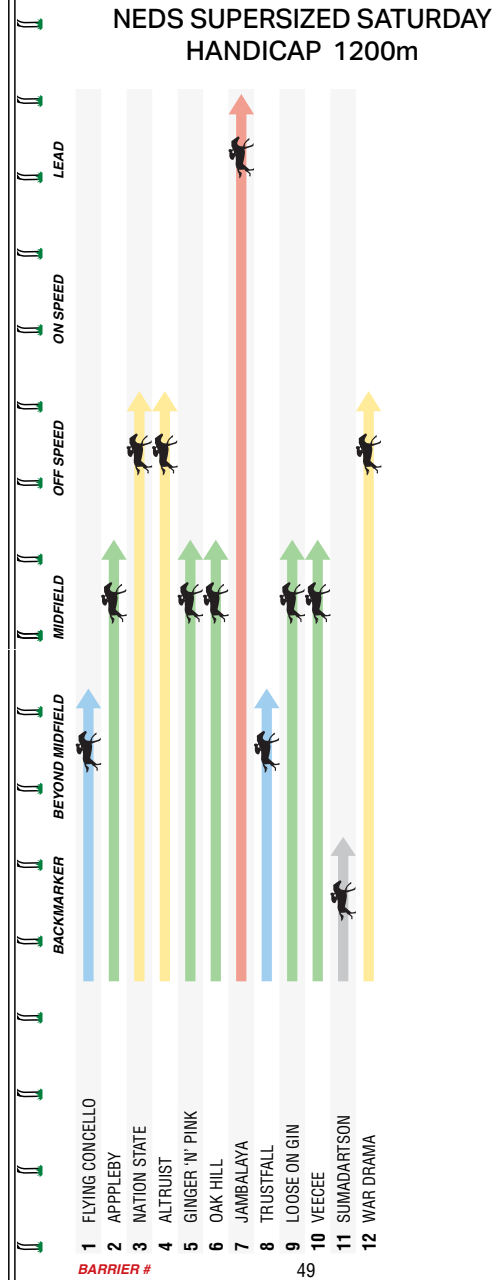 NEDS SUPERSIZED SATURDAY
HANDICAP 1200m
LEAD
ON SPEED
OFF SPEED
MIDFIELD
BEYOND MIDFIELD
BACKMARKER
1 FLYING CONCELLO
2 APPPLEBY
3 NATION STATE
4 ALTRUIST
5 GINGER 'N' PINK
6 OAK HILL
7 JAMBALAYA
8 TRUSTFALL
9 LOOSE ON GIN
10 VEECEE
11 SUMADARTSON
12 WAR DRAMA
BARRIER #
49